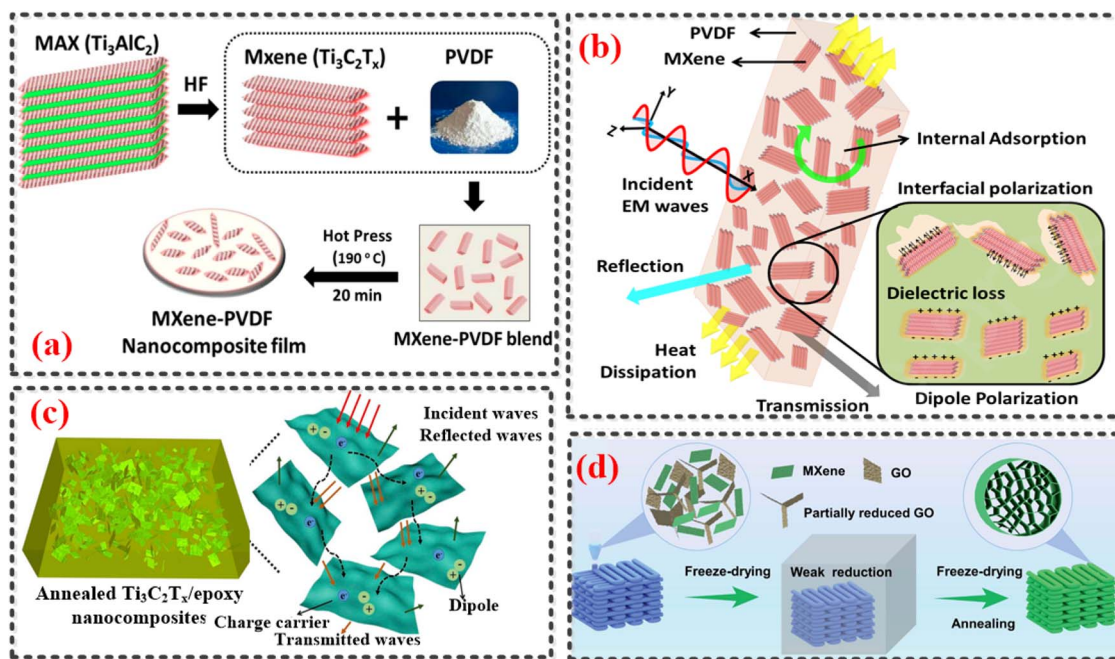 (a)
MAX (Ti₃AlC₂)
HF
Mxene (Ti₃C₂Tₓ)
PVDF
+
Hot Press
(190 ° C)
20 min
MXene-PVDF blend
MXene-PVDF
Nanocomposite film
(b)
PVDF
MXene
Y
Z
X
Incident
EM waves
Internal Adsorption
Interfacial polarization
Reflection
Dielectric loss
Heat
Dissipation
Transmission
Dipole Polarization
(c)
Incident waves
Reflected waves
Annealed Ti₃C₂Tₓ/epoxy
nanocomposites
Charge carrier
Dipole
Transmitted waves
(d)
MXene
GO
Partially reduced GO
Freeze-drying
Weak reduction
Freeze-drying
Annealing